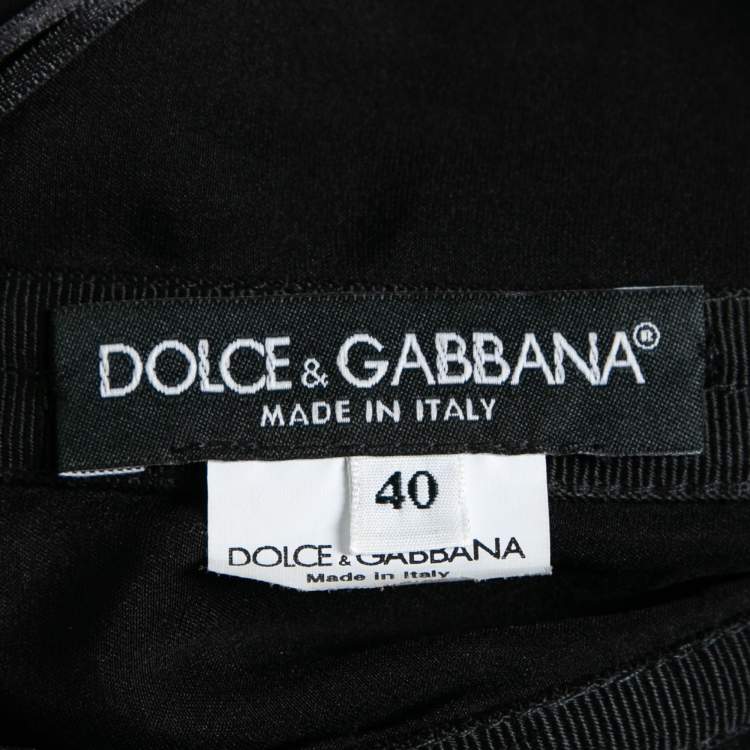 DOLCE & GABBANA®
MADE IN ITALY
40
DOLCE & GABBANA
Made in Italy